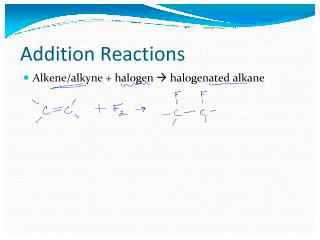 Addition Reactions
Alkene/alkyne + halogen → halogenated alkane
F F
C=C + F₂ → -C-C-